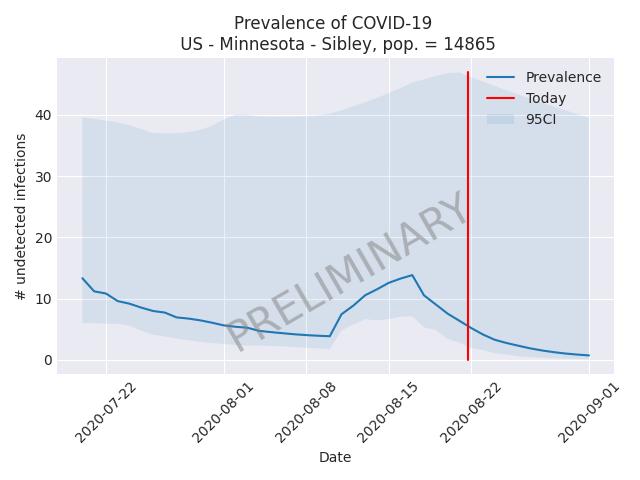 Prevalence of COVID-19
US - Minnesota - Sibley, pop. = 14865
Prevalence
Today
95CI
# undetected infections
40
30
20
10
0
PRELIMINARY
2020-07-22
2020-08-01
2020-08-08
2020-08-15
2020-08-22
2020-09-01
Date